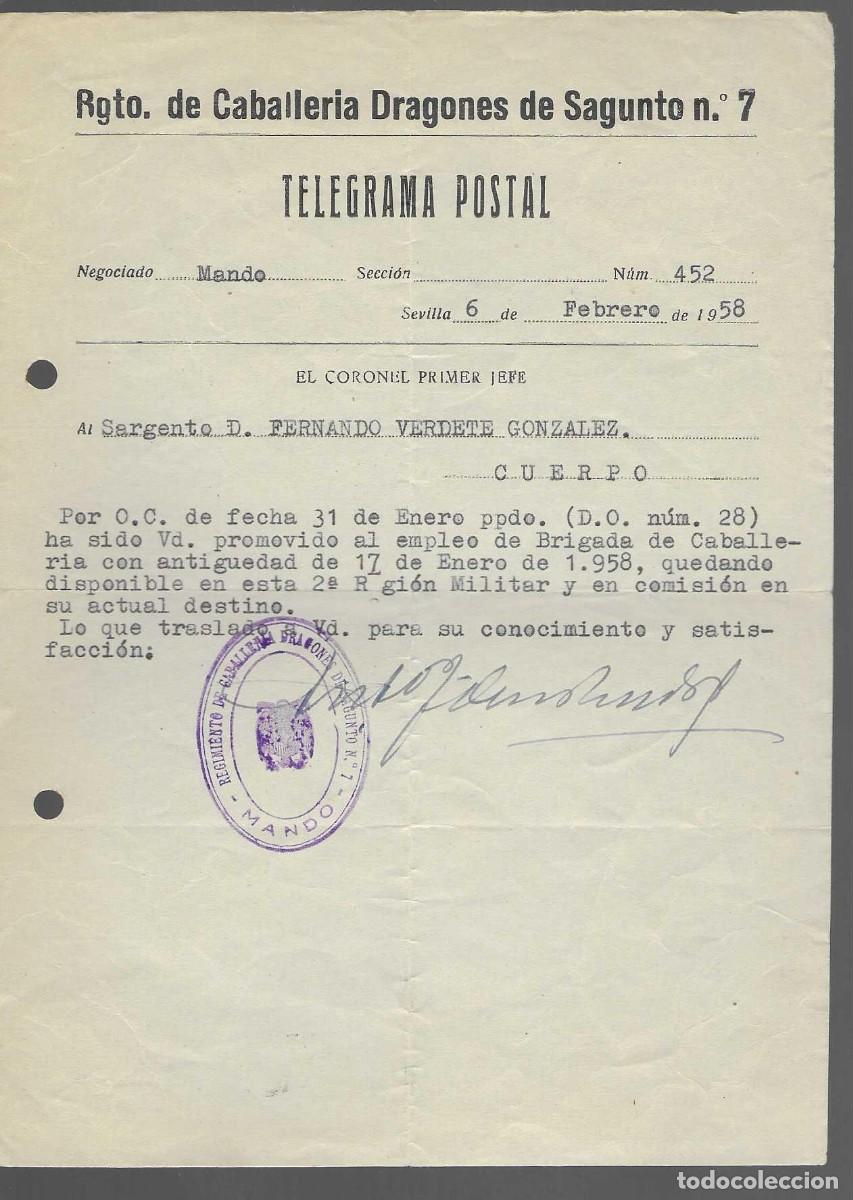 Rgto. de Caballeria Dragones de Sagunto n.º 7
TELEGRAMA POSTAL
Negociado Mando Sección Núm. 452
Sevilla 6 de Febrero de 1958
EL CORONEL PRIMER JEFE
Al Sargento D. FERNANDO VERDETE GONZALEZ.
C U E R P O
Por O.C. de fecha 31 de Enero ppdo. (D.O. núm. 28)
ha sido Vd. promovido al empleo de Brigada de Caballe-
ria con antiguedad de 17 de Enero de 1.958, quedando
disponible en esta 2ª R gión Militar y en comisión en
su actual destino.
Lo que traslado a Vd. para su conocimiento y satis-
facción.
REGIMIENTO DE CABALLERIA DRAGONES DE SAGUNTO N.º 7
- MANDO -
todocoleccion